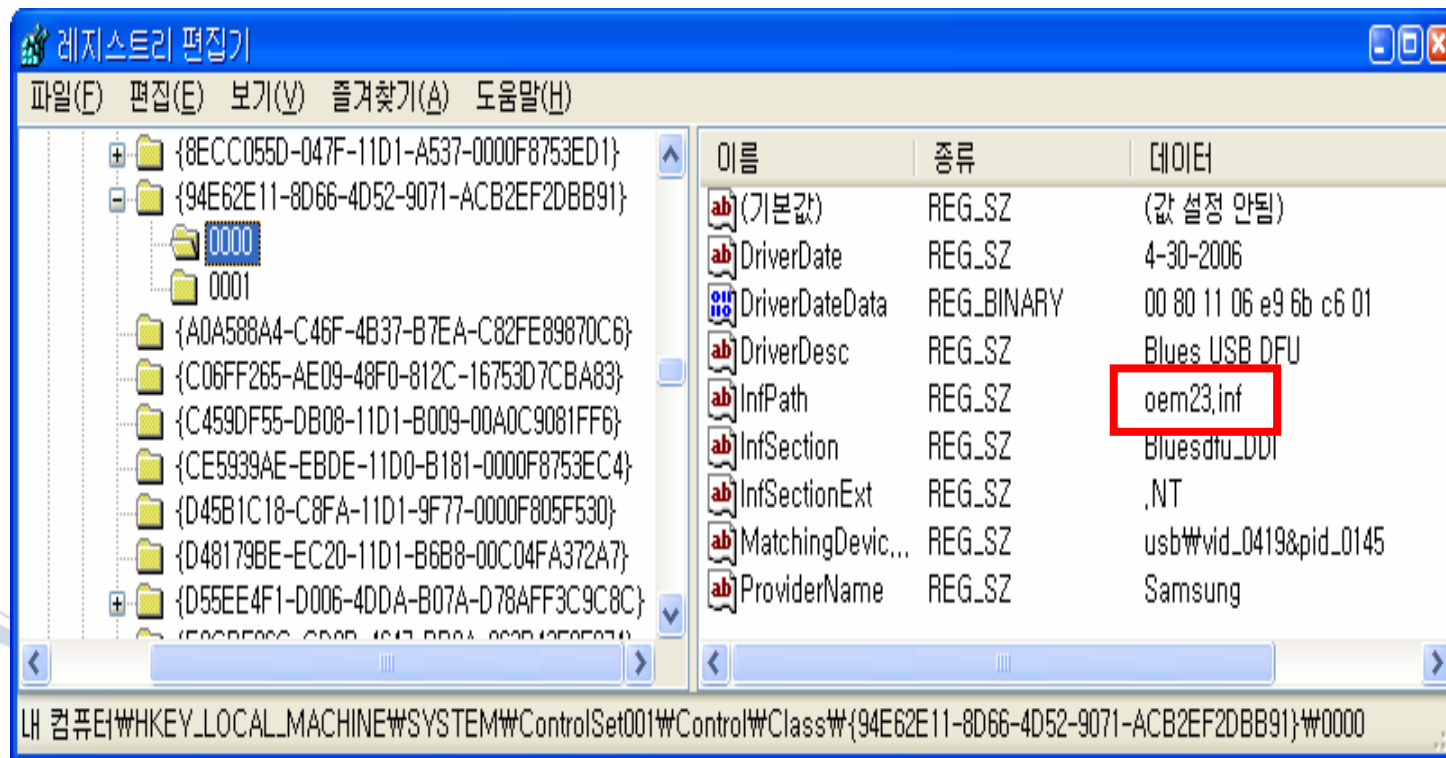 레지스트리 편집기
파일(F) 편집(E) 보기(V) 즐겨찾기(A) 도움말(H)
{8ECC055D-047F-11D1-A537-0000F8753ED1}
{94E62E11-8D66-4D52-9071-ACB2EF2DBB91}
0000
0001
{A0A588A4-C46F-4B37-B7EA-C82FE89870C6}
{C06FF265-AE09-48F0-812C-16753D7CBA83}
{C459DF55-DB08-11D1-B009-00A0C9081FF6}
{CE5939AE-EBDE-11D0-B181-0000F8753EC4}
{D45B1C18-C8FA-11D1-9F77-0000F805F530}
{D48179BE-EC20-11D1-B6B8-00C04FA372A7}
{D55EE4F1-D006-4DDA-B07A-D78AFF3C9C8C}
이름 종류 데이터
(기본값) REG_SZ (값 설정 안됨)
DriverDate REG_SZ 4-30-2006
DriverDateData REG_BINARY 00 80 11 06 e9 6b c6 01
DriverDesc REG_SZ Blues USB DFU
InfPath REG_SZ oem23.inf
InfSection REG_SZ Bluesdfu_DDI
InfSectionExt REG_SZ .NT
MatchingDevic... REG_SZ usb₩vid_0419&pid_0145
ProviderName REG_SZ Samsung
내 컴퓨터₩HKEY_LOCAL_MACHINE₩SYSTEM₩ControlSet001₩Control₩Class₩{94E62E11-8D66-4D52-9071-ACB2EF2DBB91}₩0000